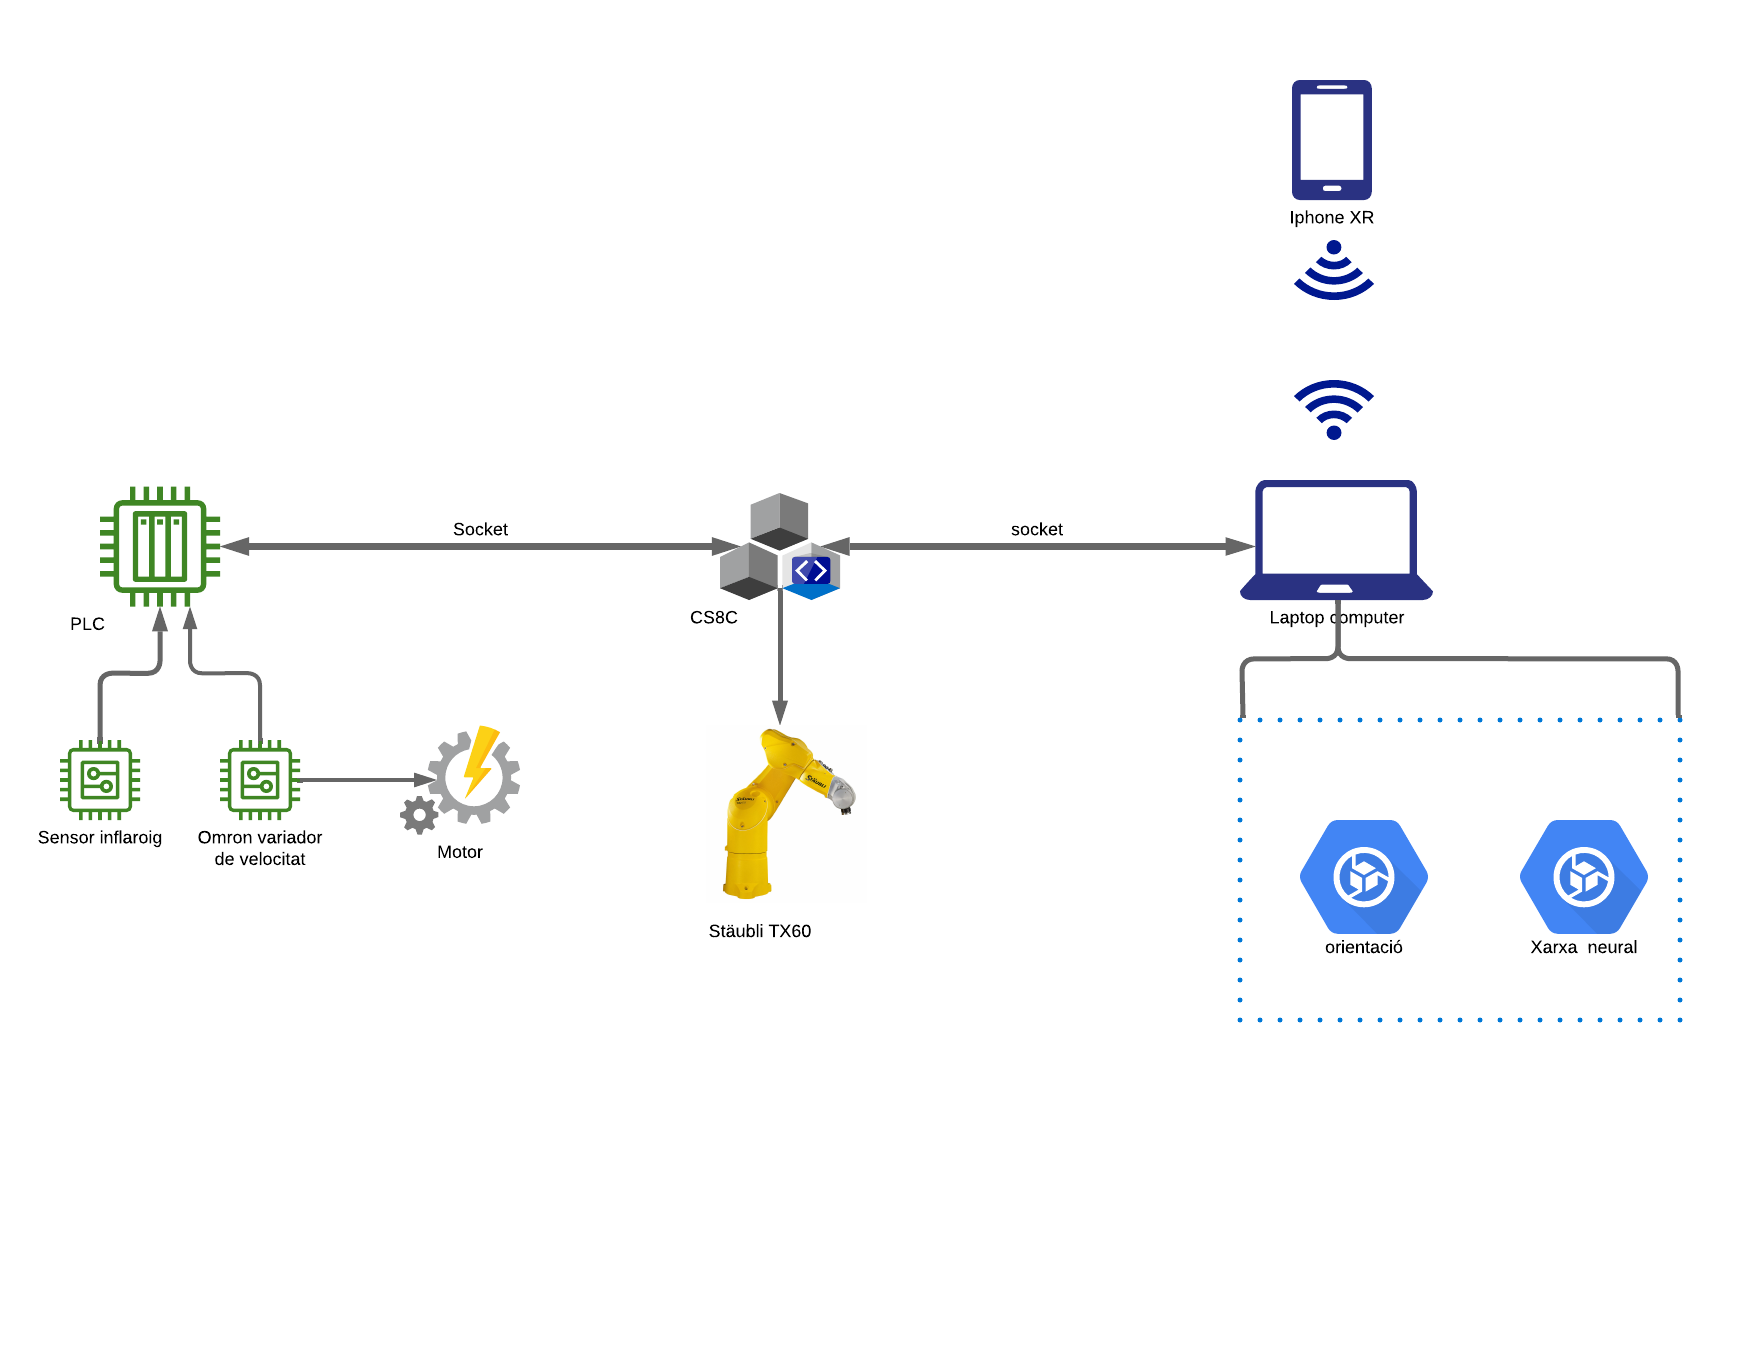 Iphone XR
Socket
socket
PLC
CS8C
Laptop computer
Sensor inflaroig
Omron variador
de velocitat
Motor
Stäubli TX60
orientació
Xarxa  neural